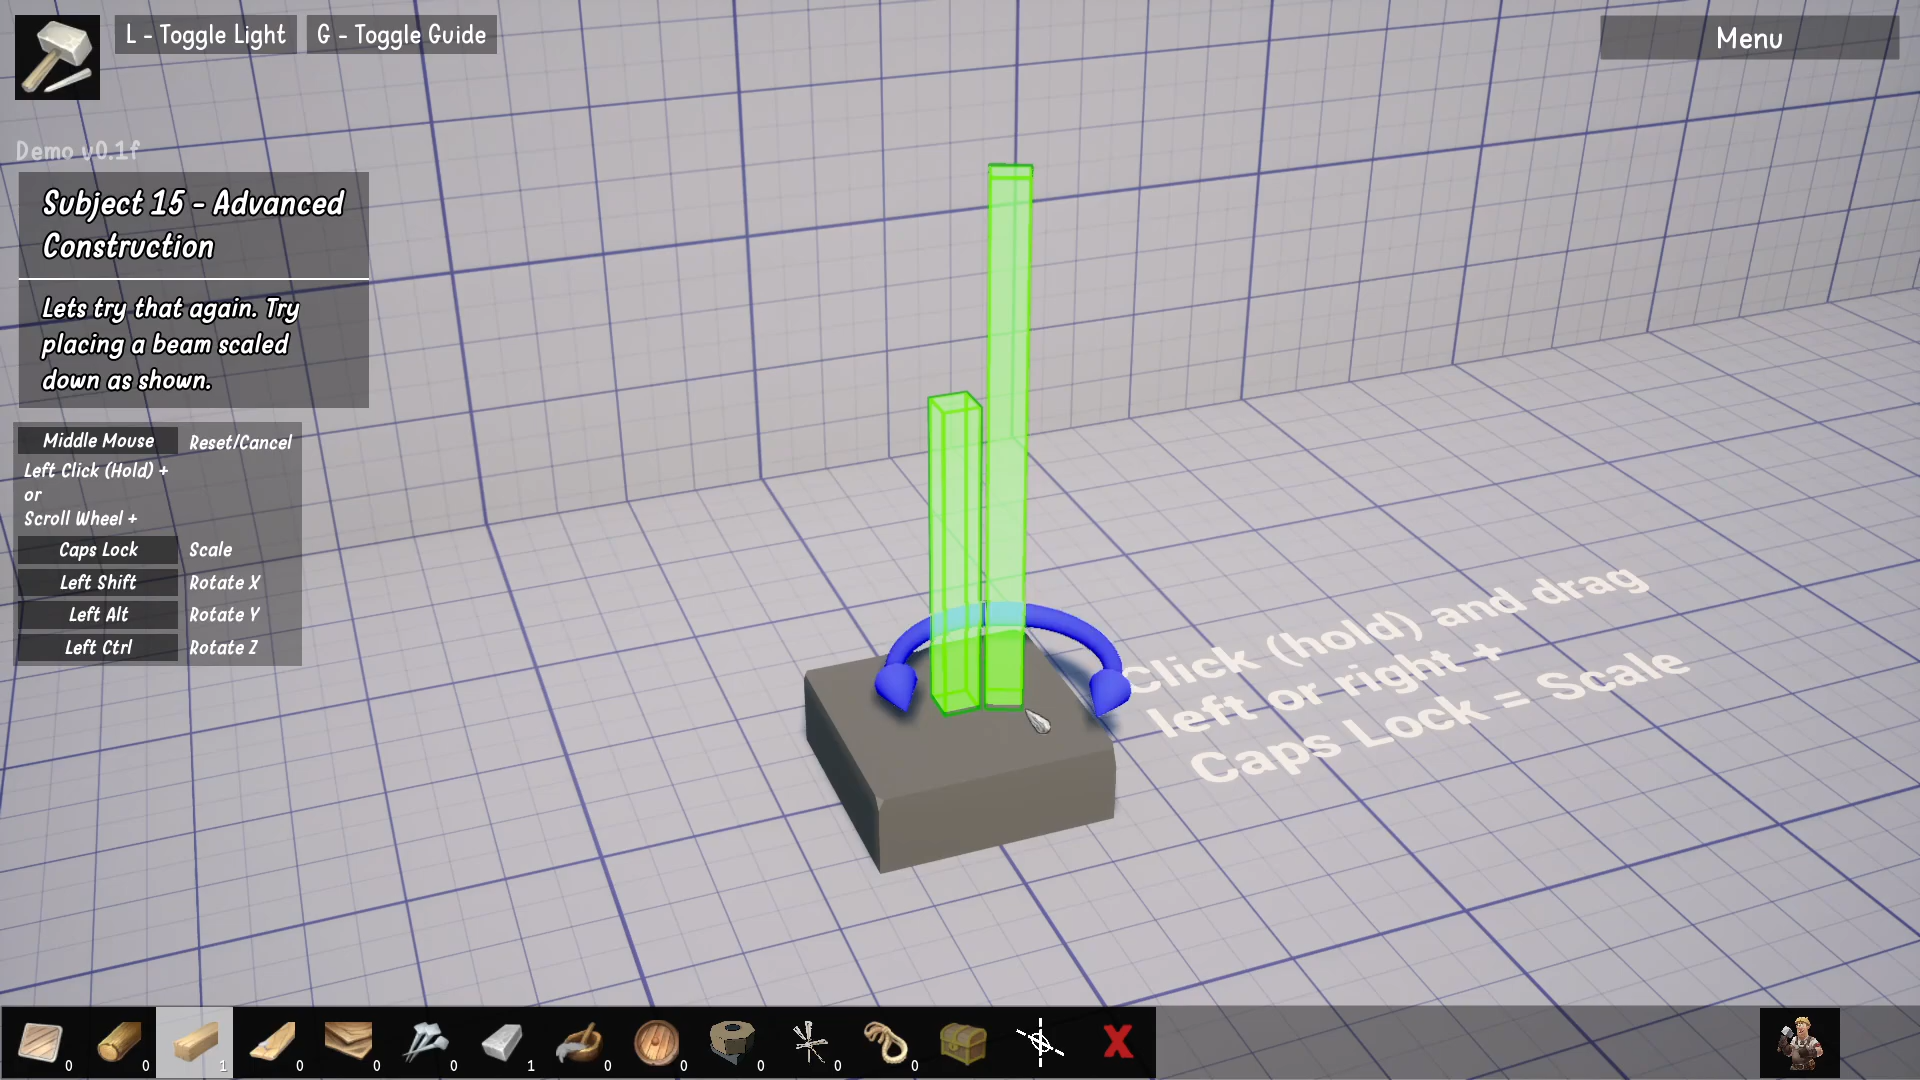 L - Toggle Light
G - Toggle Guide
Menu
Demo v0.1f
Subject 15 - Advanced
Construction
Lets try that again. Try
placing a beam scaled
down as shown.
Middle Mouse Reset/Cancel
Left Click (Hold) +
or
Scroll Wheel +
Caps Lock Scale
Left Shift Rotate X
Left Alt Rotate Y
Left Ctrl Rotate Z
Click (hold) and drag
left or right +
Caps Lock = Scale
0 0 1 0 0 0 1 0 0 0 0 0